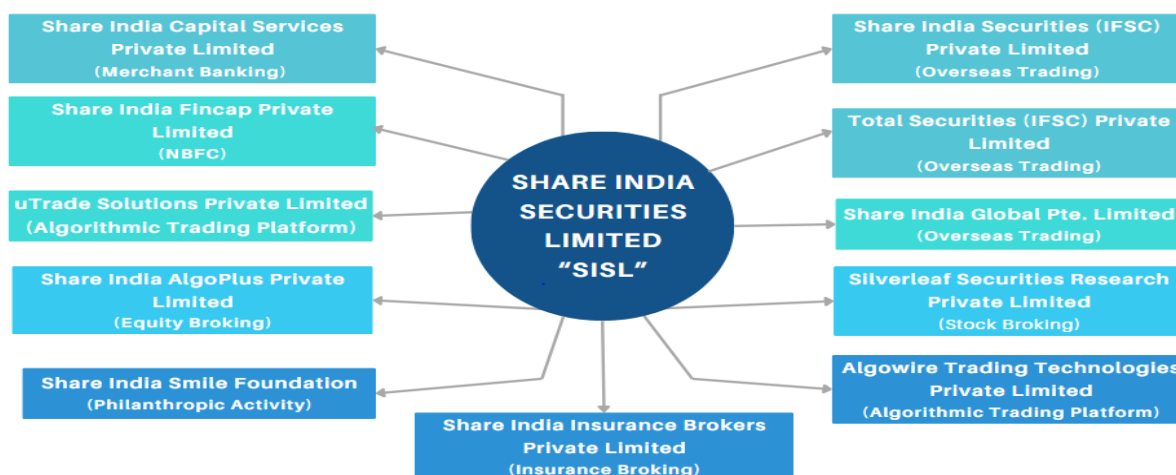 Share India Capital Services
Private Limited
(Merchant Banking)
Share India Fincap Private
Limited
(NBFC)
uTrade Solutions Private Limited
(Algorithmic Trading Platform)
Share India AlgoPlus Private
Limited
(Equity Broking)
Share India Smile Foundation
(Philanthropic Activity)
SHARE INDIA
SECURITIES
LIMITED
“SISL”
Share India Insurance Brokers
Private Limited
(Insurance Broking)
Share India Securities (IFSC)
Private Limited
(Overseas Trading)
Total Securities (IFSC) Private
Limited
(Overseas Trading)
Share India Global Pte. Limited
(Overseas Trading)
Silverleaf Securities Research
Private Limited
(Stock Broking)
Algowire Trading Technologies
Private Limited
(Algorithmic Trading Platform)